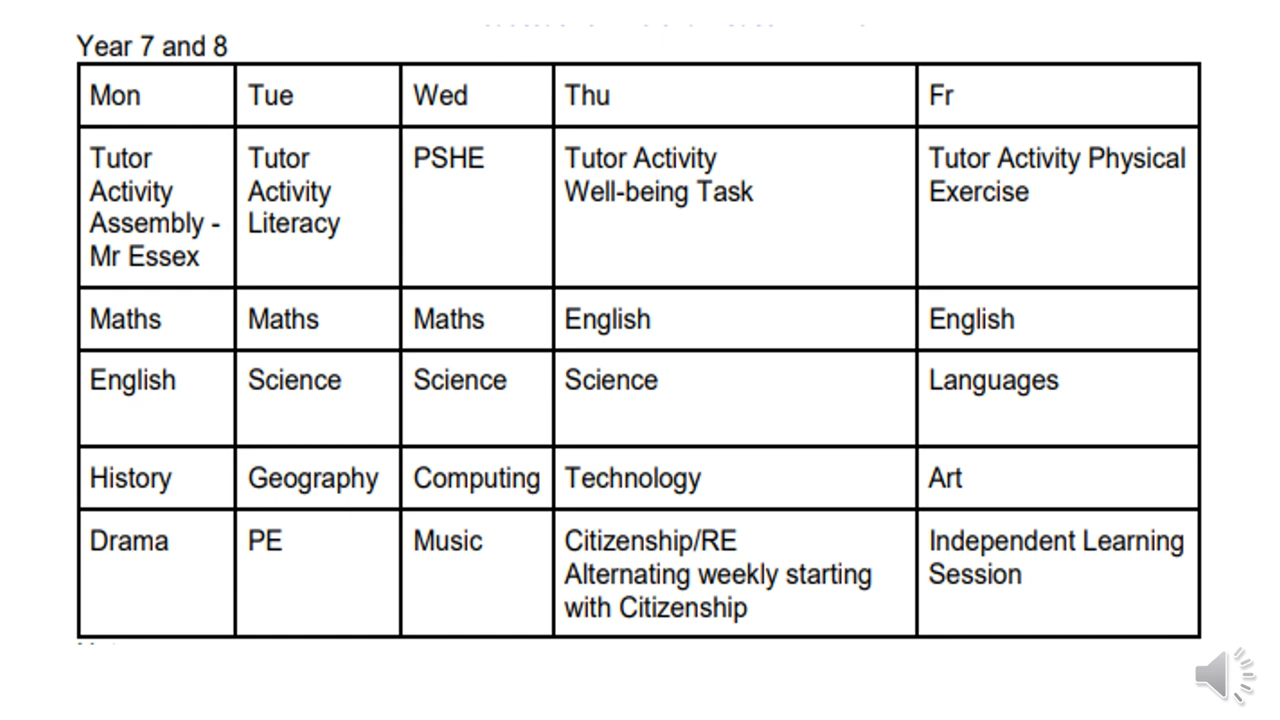 Year 7 and 8
Mon
Tue
Wed
Thu
Fr
Tutor
Activity
Assembly -
Mr Essex
Tutor
Activity
Literacy
PSHE
Tutor Activity
Well-being Task
Tutor Activity Physical
Exercise
Maths
Maths
Maths
English
English
English
Science
Science
Science
Languages
History
Geography
Computing
Technology
Art
Drama
PE
Music
Citizenship/RE
Alternating weekly starting
with Citizenship
Independent Learning
Session